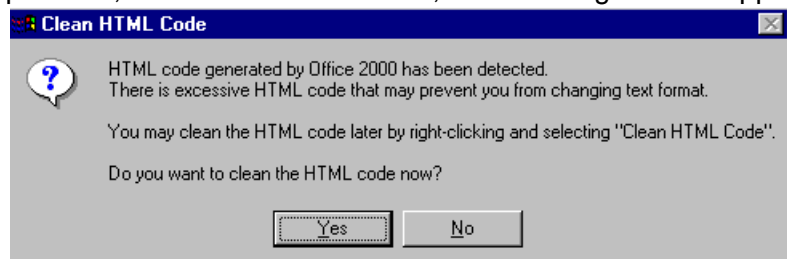 Clean HTML Code
HTML code generated by Office 2000 has been detected.
There is excessive HTML code that may prevent you from changing text format.
You may clean the HTML code later by right-clicking and selecting "Clean HTML Code".
Do you want to clean the HTML code now?
Yes No